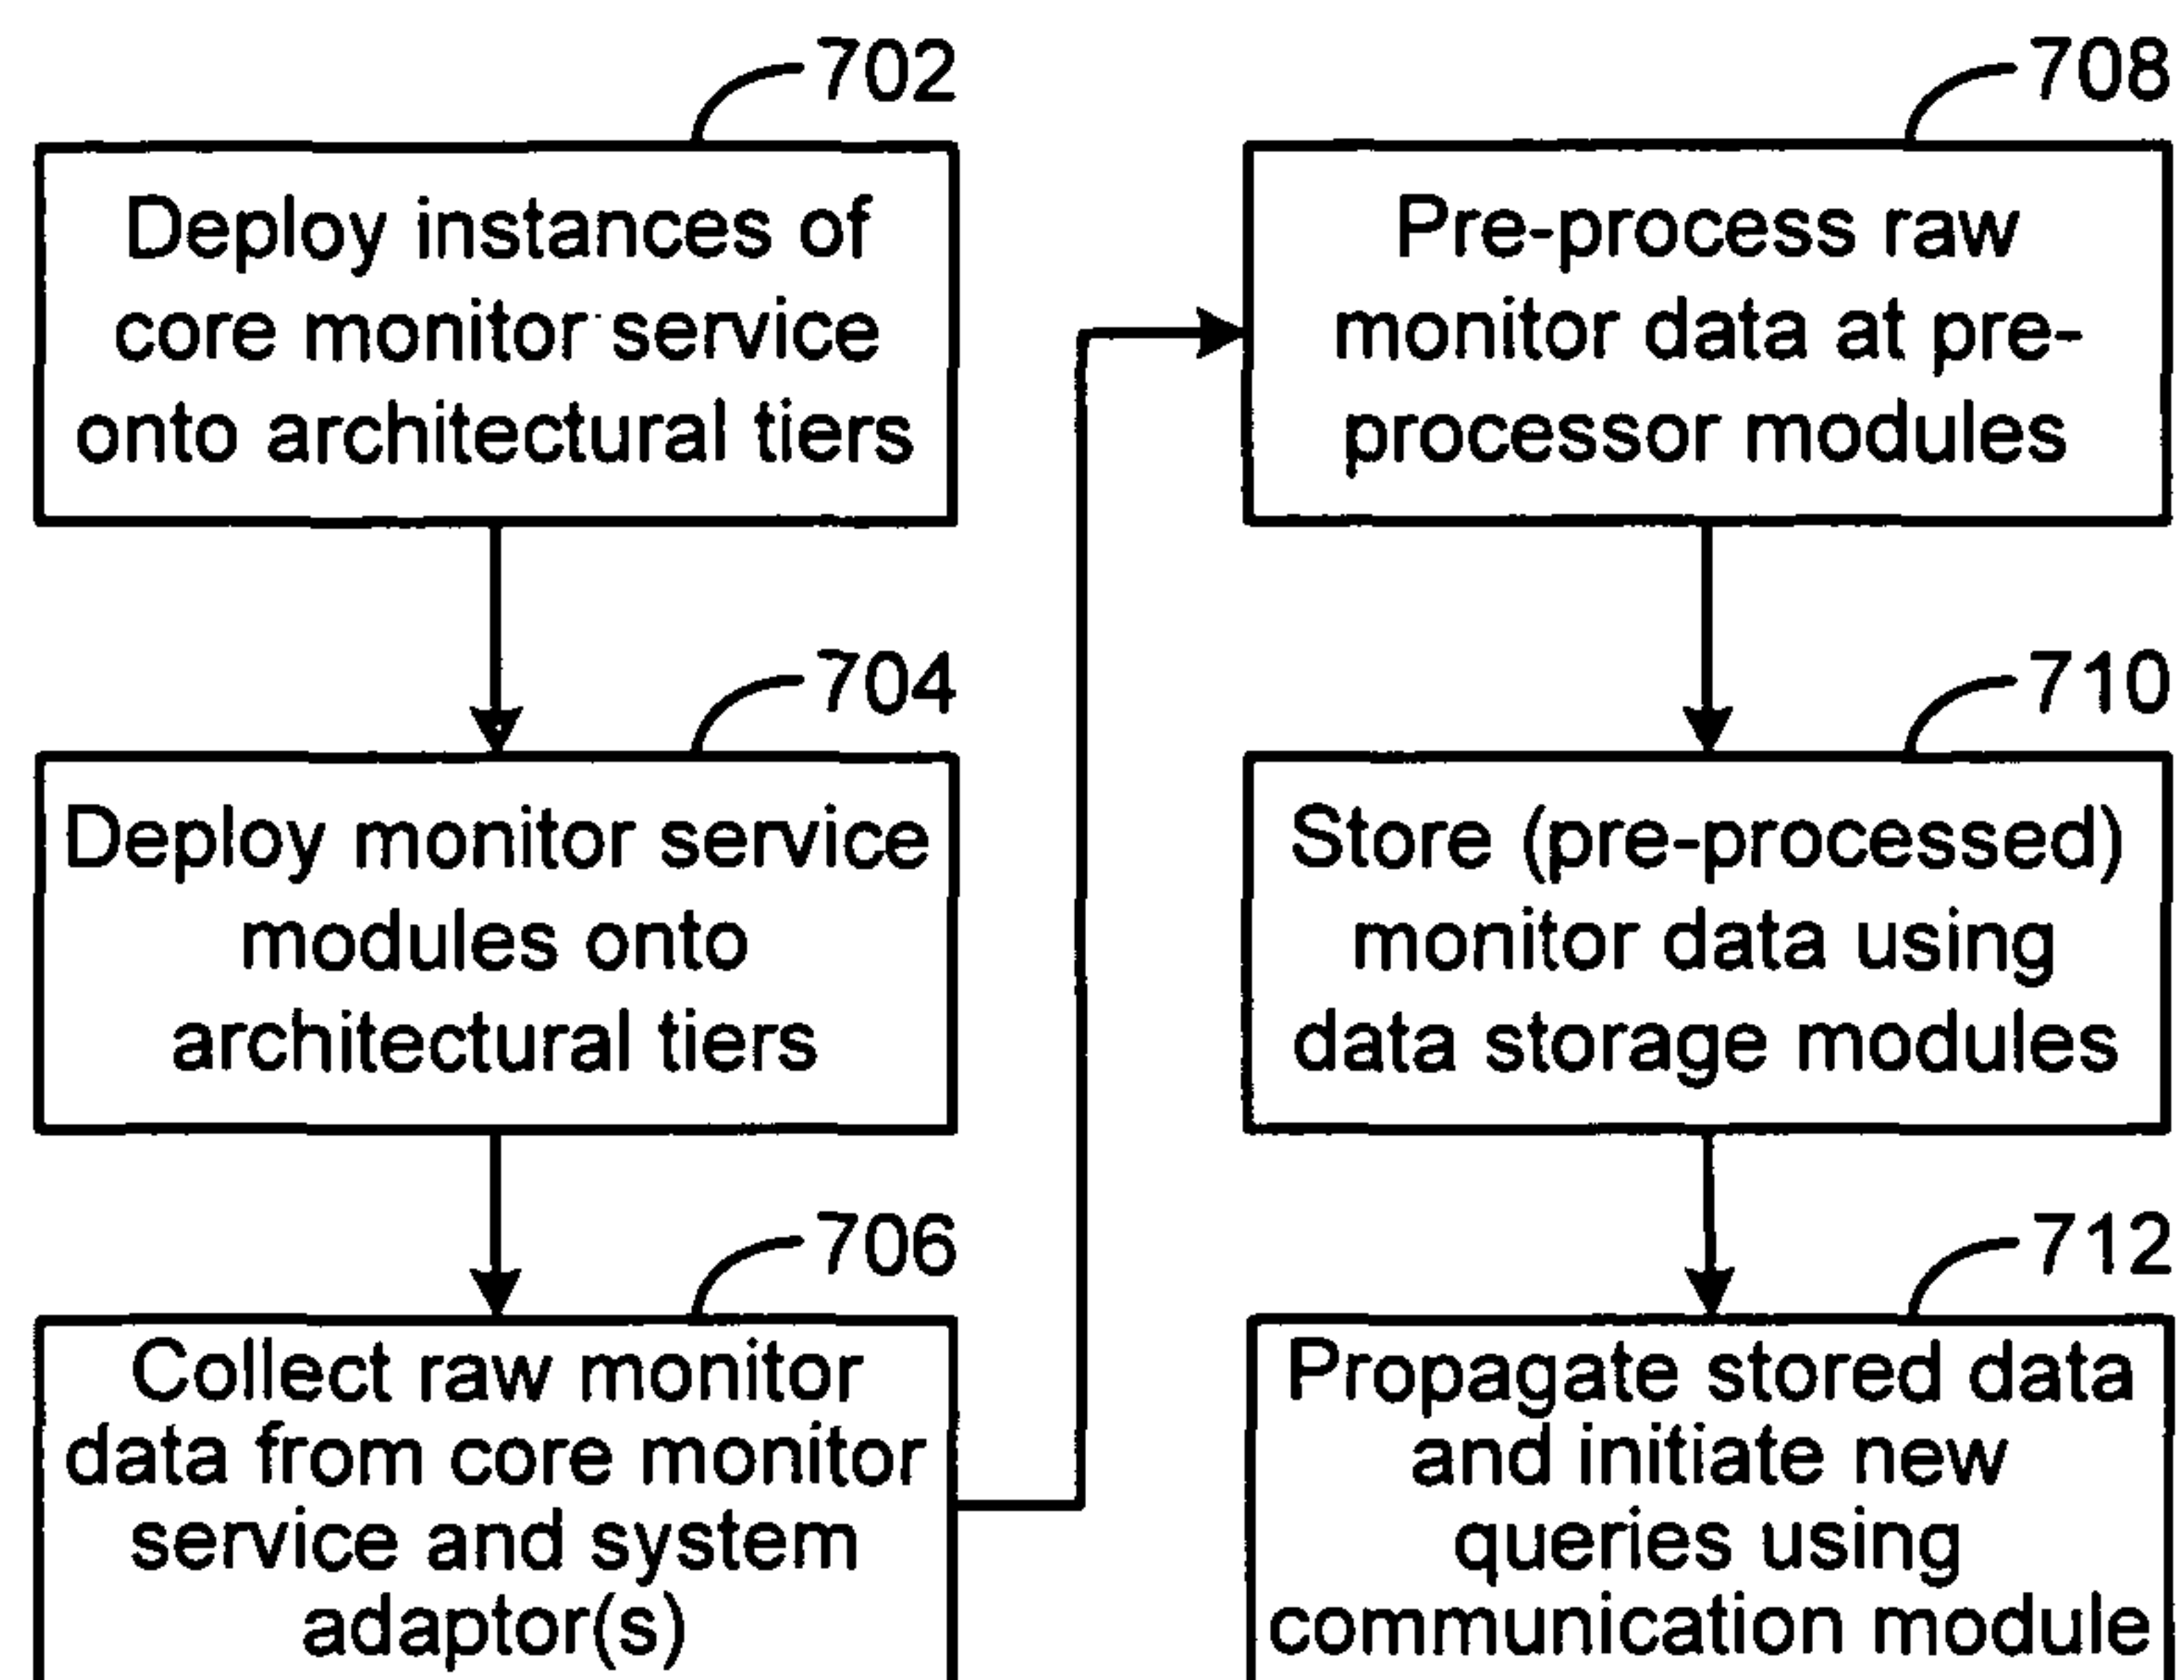 702
Deploy instances of
core monitor service
onto architectural tiers
704
Deploy monitor service
modules onto
architectural tiers
706
Collect raw monitor
data from core monitor
service and system
adaptor(s)
708
Pre-process raw
monitor data at pre-
processor modules
710
Store (pre-processed)
monitor data using
data storage modules
712
Propagate stored data
and initiate new
queries using
communication module